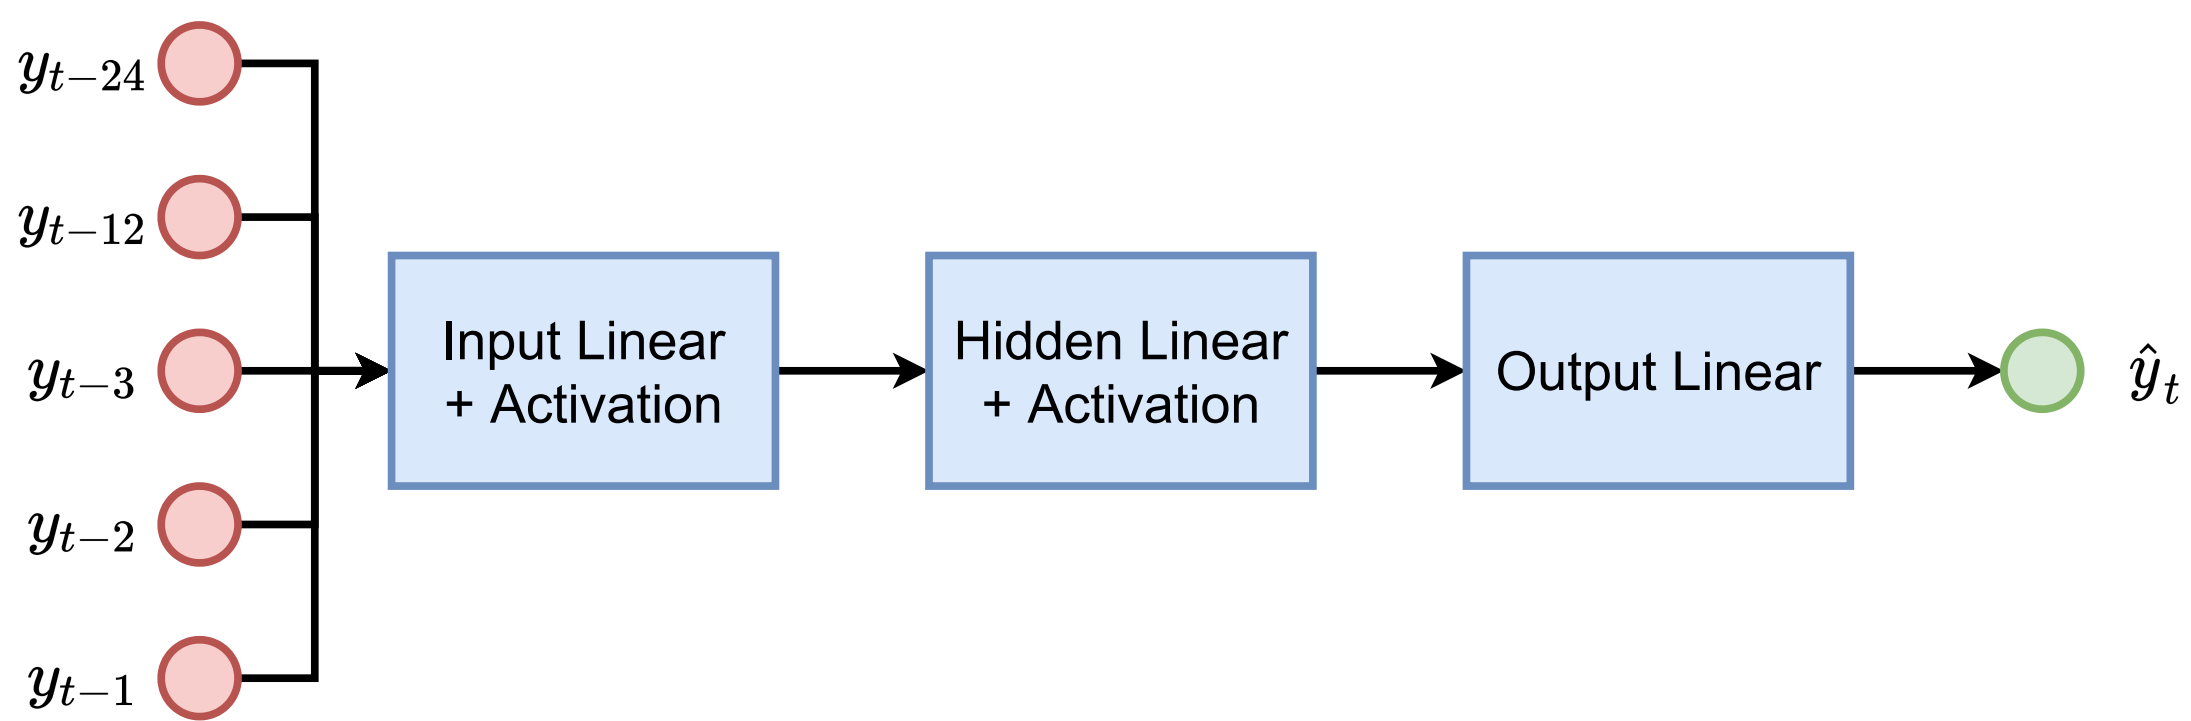 y_{t-24}
y_{t-12}
y_{t-3}
y_{t-2}
y_{t-1}
Input Linear
+ Activation
Hidden Linear
+ Activation
Output Linear
ŷ_t